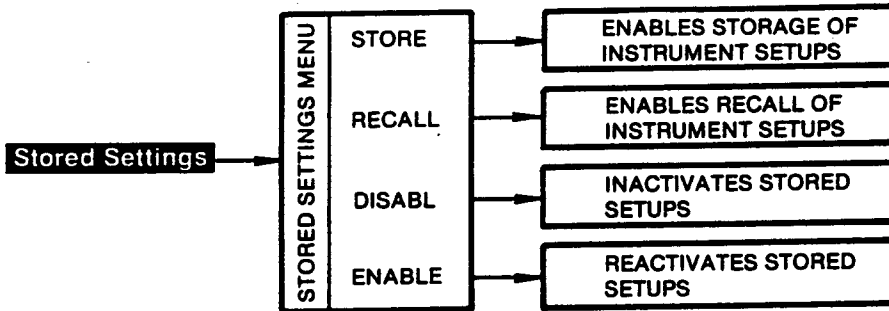 Stored Settings
STORED SETTINGS MENU
STORE
ENABLES STORAGE OF
INSTRUMENT SETUPS
RECALL
ENABLES RECALL OF
INSTRUMENT SETUPS
DISABL
INACTIVATES STORED
SETUPS
ENABLE
REACTIVATES STORED
SETUPS